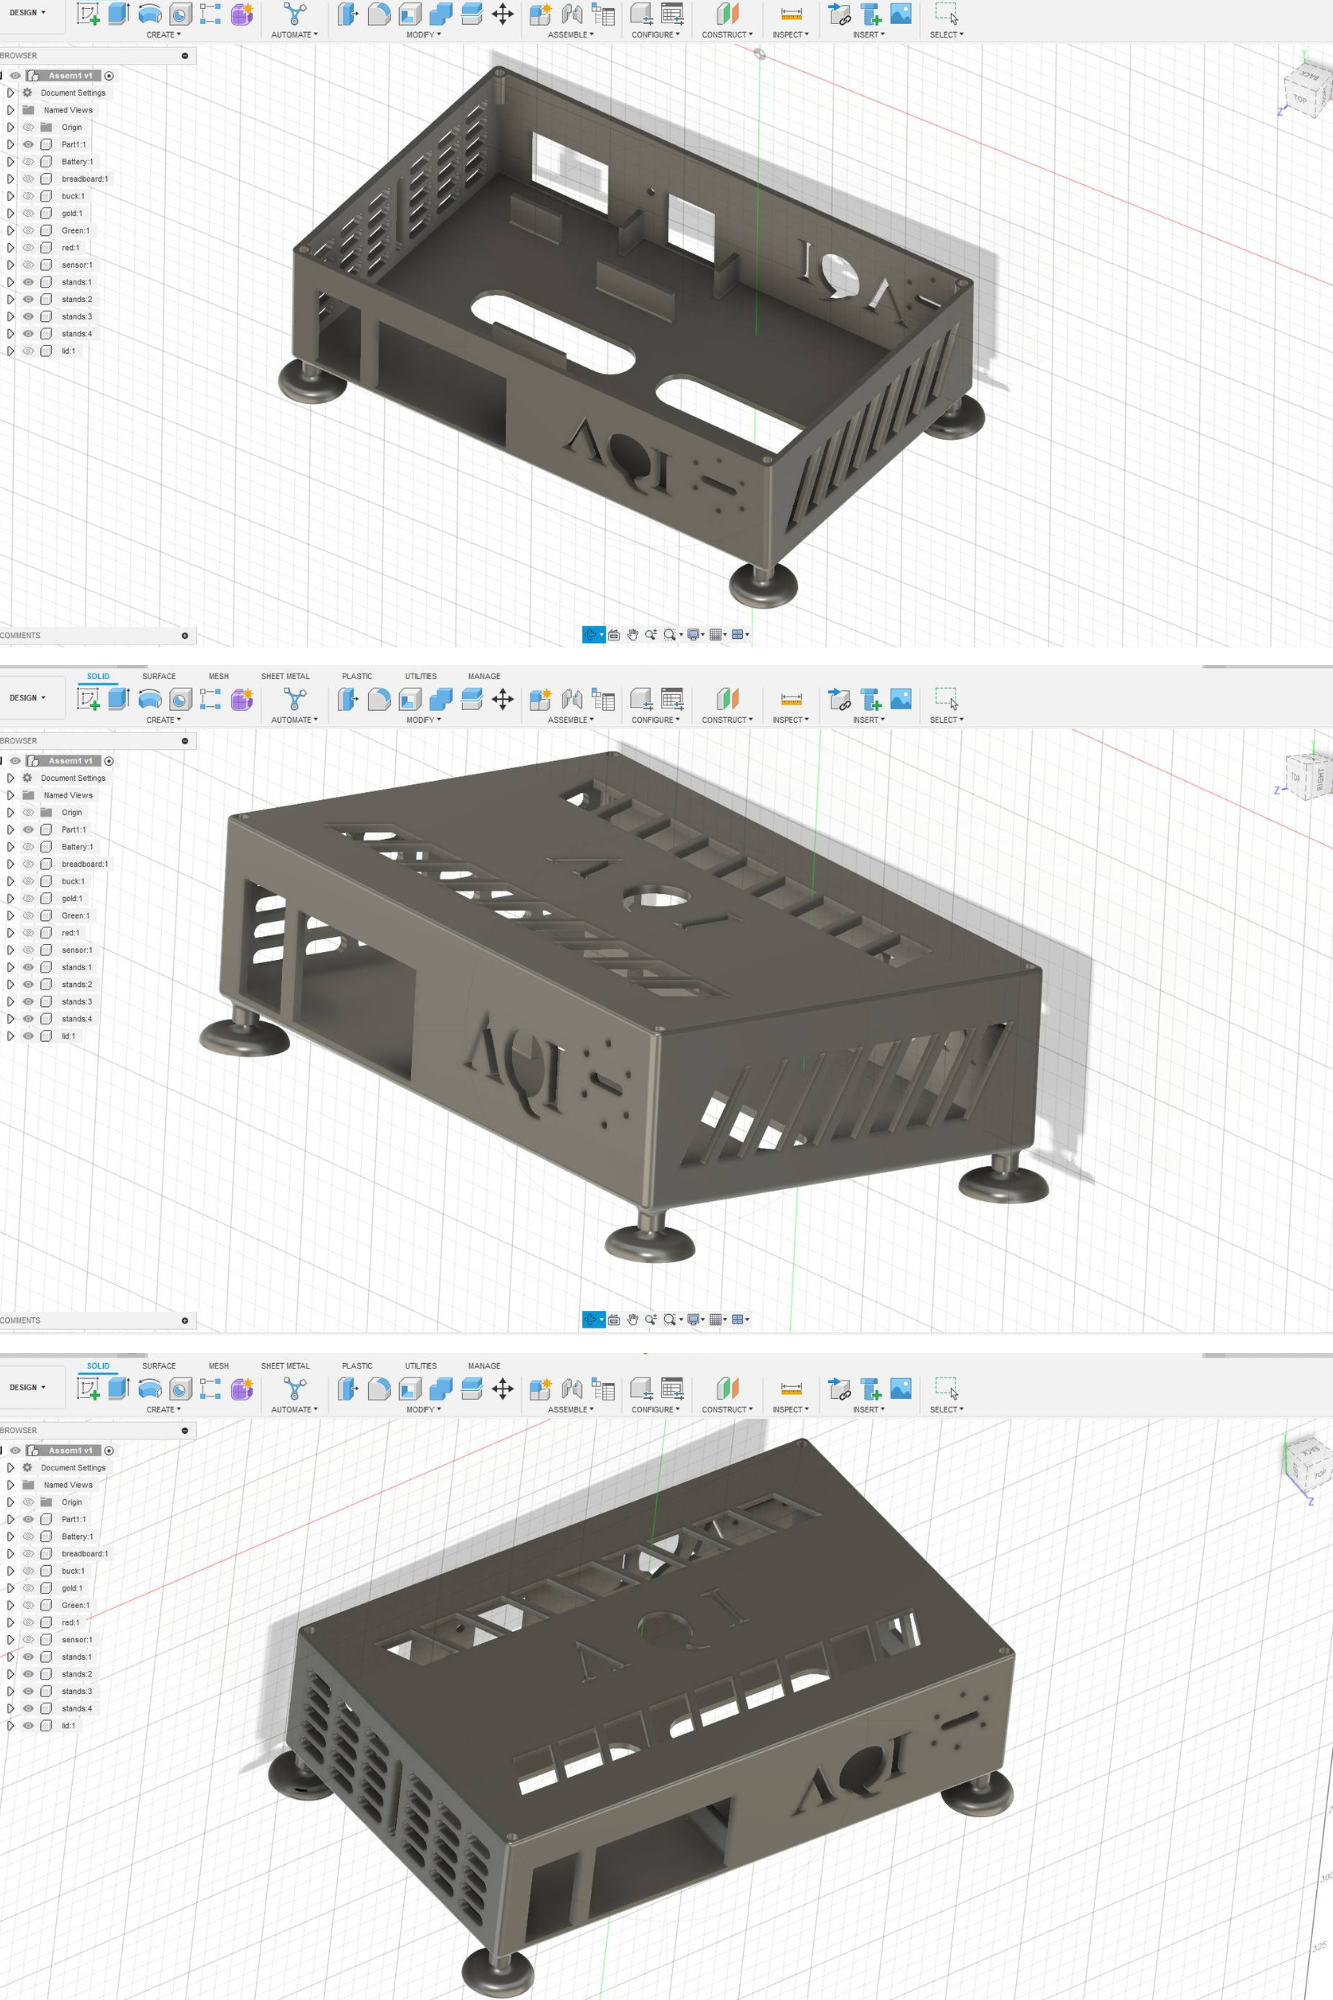 DESIGN
CREATE AUTOMATE MODIFY ASSEMBLE CONFIGURE CONSTRUCT INSPECT INSERT SELECT
BROWSER
Assem1 v1
Document Settings
Named Views
Origin
Part1:1
Battery:1
breadboard:1
buck:1
gold:1
Green:1
red:1
sensor:1
stands:1
stands:2
stands:3
stands:4
lid:1
BACK
TOP
Z
AQI
AQI
COMMENTS
SOLID SURFACE MESH SHEET METAL PLASTIC UTILITIES MANAGE
DESIGN
CREATE AUTOMATE MODIFY ASSEMBLE CONFIGURE CONSTRUCT INSPECT INSERT SELECT
BROWSER
Assem1 v1
Document Settings
Named Views
Origin
Part1:1
Battery:1
breadboard:1
buck:1
gold:1
Green:1
red:1
sensor:1
stands:1
stands:2
stands:3
stands:4
lid:1
TOP
RIGHT
Z
AQI
AQI
COMMENTS
SOLID SURFACE MESH SHEET METAL PLASTIC UTILITIES MANAGE
DESIGN
CREATE AUTOMATE MODIFY ASSEMBLE CONFIGURE CONSTRUCT INSPECT INSERT SELECT
BROWSER
Assem1 v1
Document Settings
Named Views
Origin
Part1:1
Battery:1
breadboard:1
buck:1
gold:1
Green:1
red:1
sensor:1
stands:1
stands:2
stands:3
stands:4
lid:1
BACK
TOP
Z
AQI
AQI
325